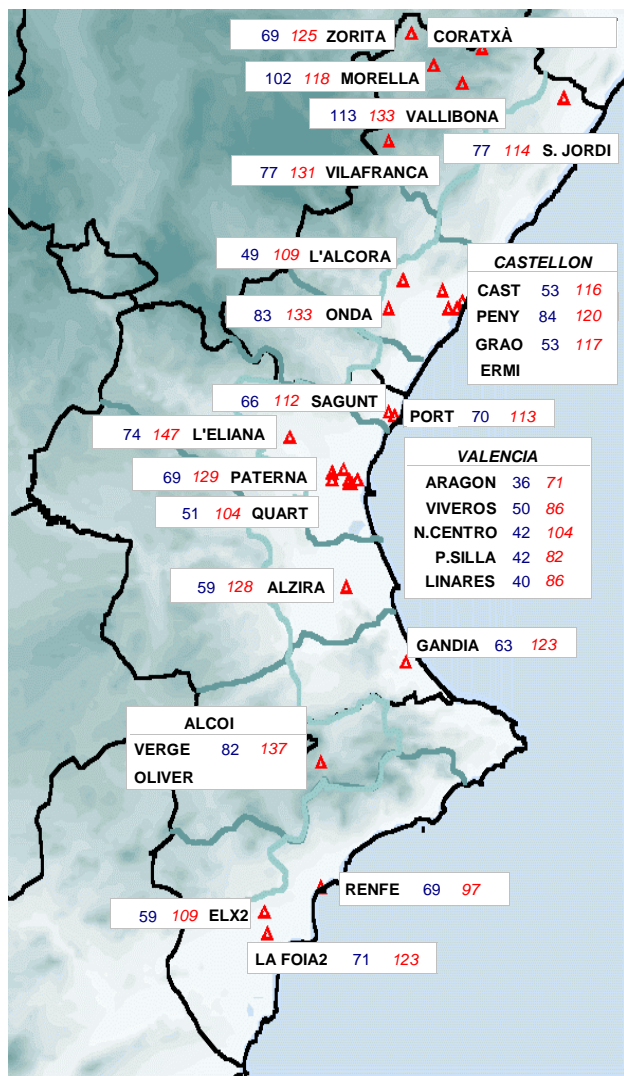 69 125 ZORITA
CORATXÀ
102 118 MORELLA
113 133 VALLIBONA
77 114 S. JORDI
77 131 VILAFRANCA
49 109 L'ALCORA
CASTELLON
CAST 53 116
PENY 84 120
GRAO 53 117
ERMI
83 133 ONDA
66 112 SAGUNT
PORT 70 113
74 147 L'ELIANA
69 129 PATERNA
51 104 QUART
VALENCIA
ARAGON 36 71
VIVEROS 50 86
N.CENTRO 42 104
P.SILLA 42 82
LINARES 40 86
59 128 ALZIRA
GANDIA 63 123
ALCOI
VERGE 82 137
OLIVER
RENFE 69 97
59 109 ELX2
LA FOIA2 71 123